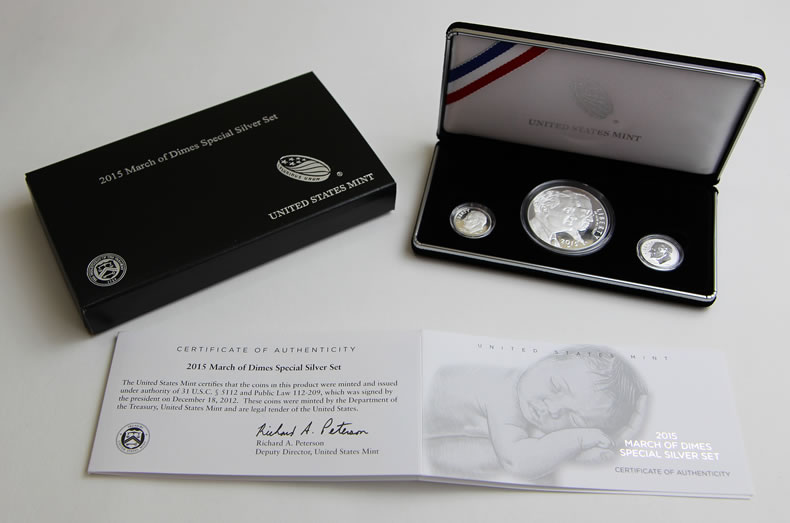 2015 March of Dimes Special Silver Set
UNITED STATES MINT
UNITED STATES MINT
LIBERTY
2015
CERTIFICATE OF AUTHENTICITY
2015 March of Dimes Special Silver Set
The United States Mint certifies that the coins in this product were minted and issued
under authority of 31 U.S.C. § 5112 and Public Law 112-209, which was signed by
the president on December 18, 2012. These coins were minted by the Department of
the Treasury, United States Mint and are legal tender of the United States.
Richard A. Peterson
Richard A. Peterson
Deputy Director, United States Mint
UNITED STATES MINT
2015
MARCH OF DIMES
SPECIAL SILVER SET
CERTIFICATE OF AUTHENTICITY